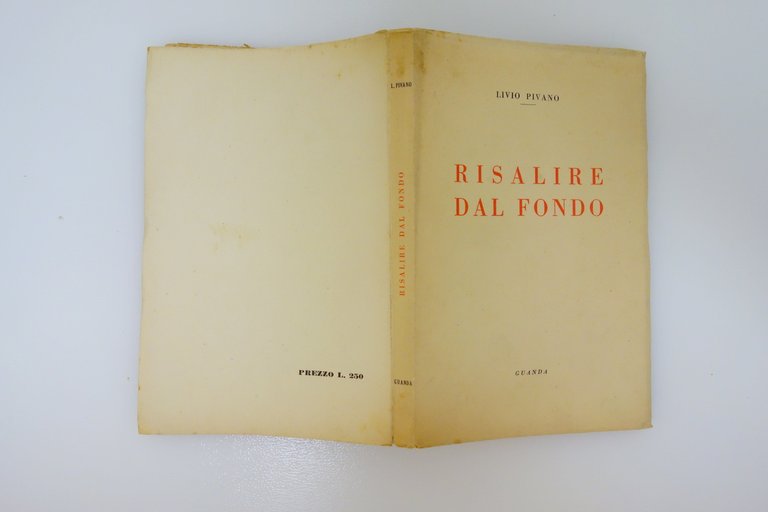 PREZZO L. 250
L. PIVANO
RISALIRE DAL FONDO
GUANDA
LIVIO PIVANO
RISALIRE
DAL FONDO
GUANDA